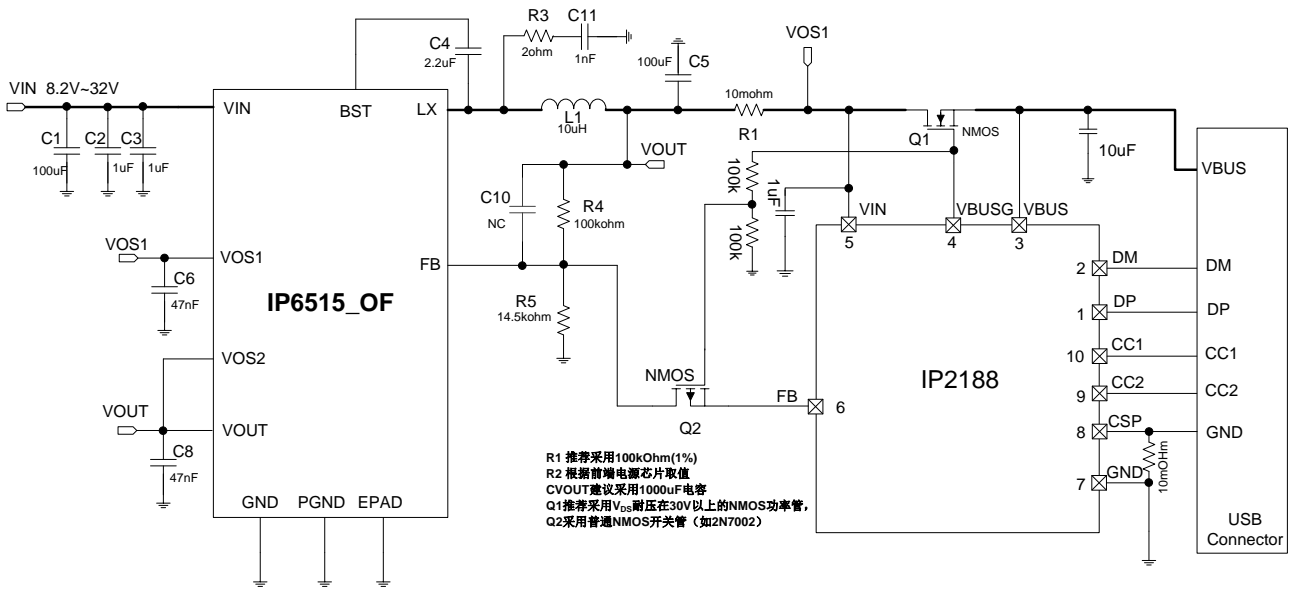 R3
2ohm
C11
1nF
C4
2.2uF
VOS1
100uF
C5
VIN 8.2V~32V
VIN
BST
LX
L1
10uH
10mohm
R1
Q1
NMOS
10uF
C1
100uF
C2
1uF
C3
1uF
VOUT
C10
NC
R4
100kohm
100k
100k
1uF
VIN
5
VBUSG
4
VBUS
3
VBUS
VOS1
VOS1
C6
47nF
FB
IP6515_OF
R5
14.5kohm
2
DM
DM
1
DP
DP
10
CC1
CC1
9
CC2
CC2
8
CSP
GND
7
GND
10mOHm
IP2188
VOS2
VOUT
VOUT
C8
47nF
NMOS
Q2
FB
6
GND
PGND
EPAD
USB
Connector
R1 推荐采用100kOhm(1%)
R2 根据前端电源芯片取值
CVOUT建议采用1000uF电容
Q1推荐采用VDS耐压在30V以上的NMOS功率管,
Q2采用普通NMOS开关管（如2N7002）